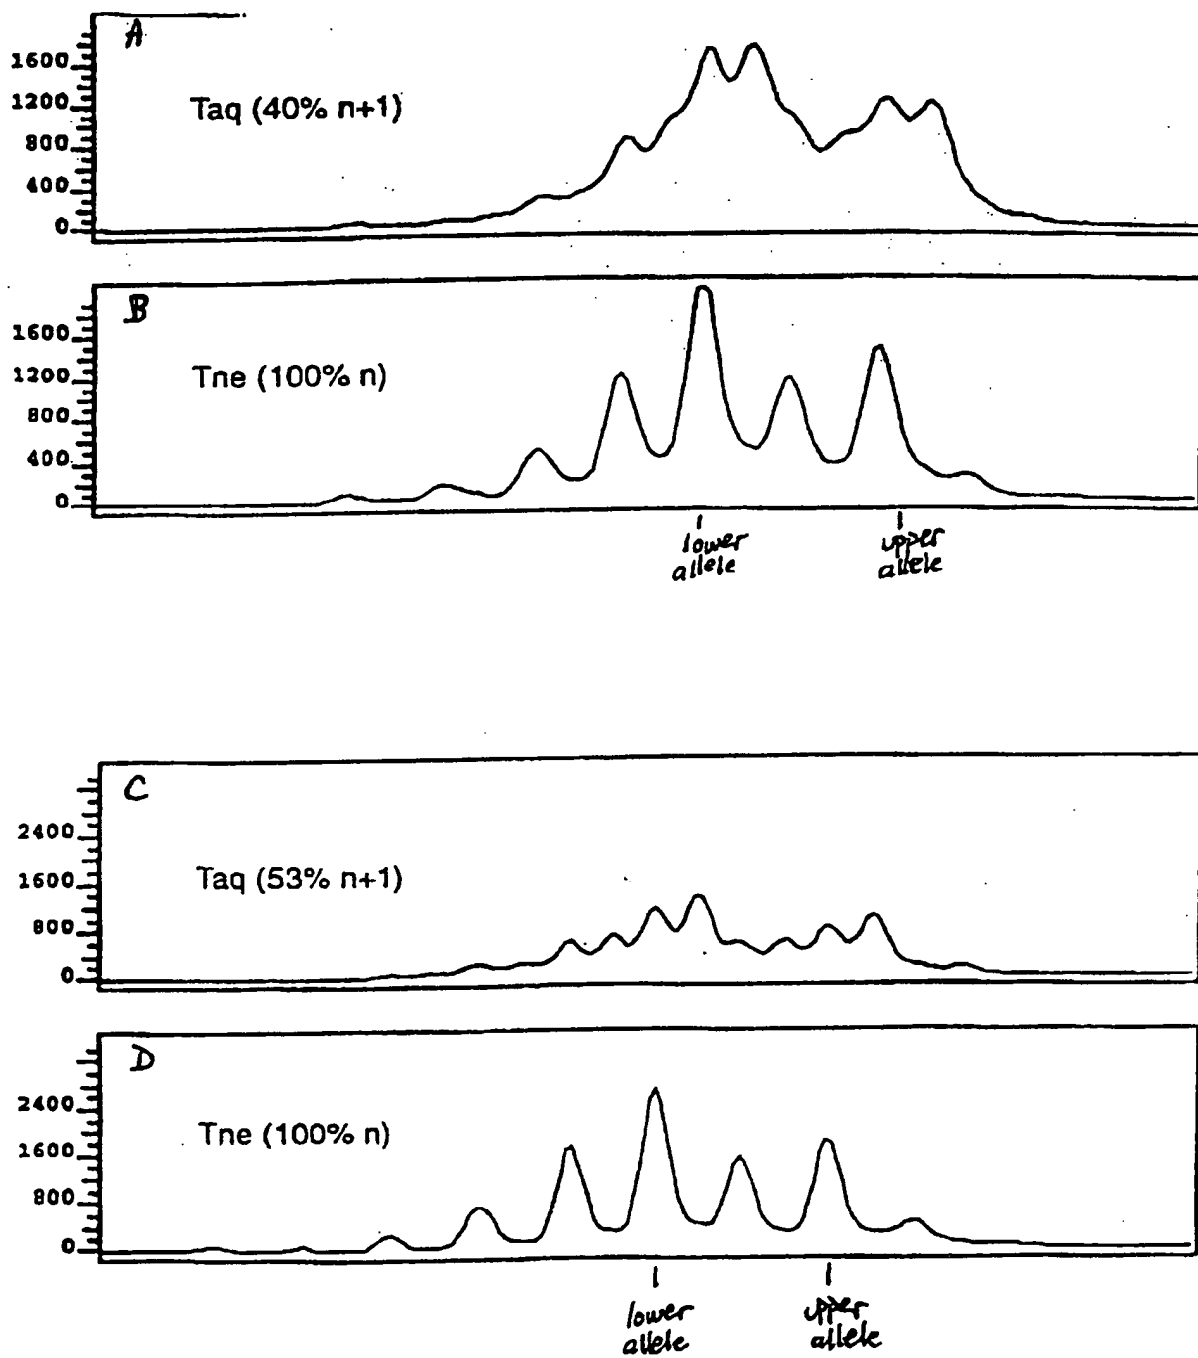 A
1600
1200
800
400
0
Taq (40% n+1)
B
1600
1200
800
400
0
Tne (100% n)
lower
allele
upper
allele
C
2400
1600
800
0
Taq (53% n+1)
D
2400
1600
800
0
Tne (100% n)
lower
allele
upper
allele